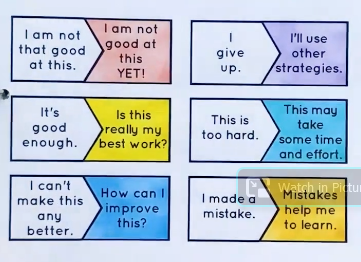 I am not
that good
at this.
I am not
good at
this
YET!
I
give
up.
I'll use
other
strategies.
It's
good
enough.
Is this
really my
best work?
This is
too hard.
This may
take
some time
and effort.
I can't
make this
any
better.
How can I
improve
this?
I made a
mistake.
Mistakes
help me
to learn.
Watch in Pictur